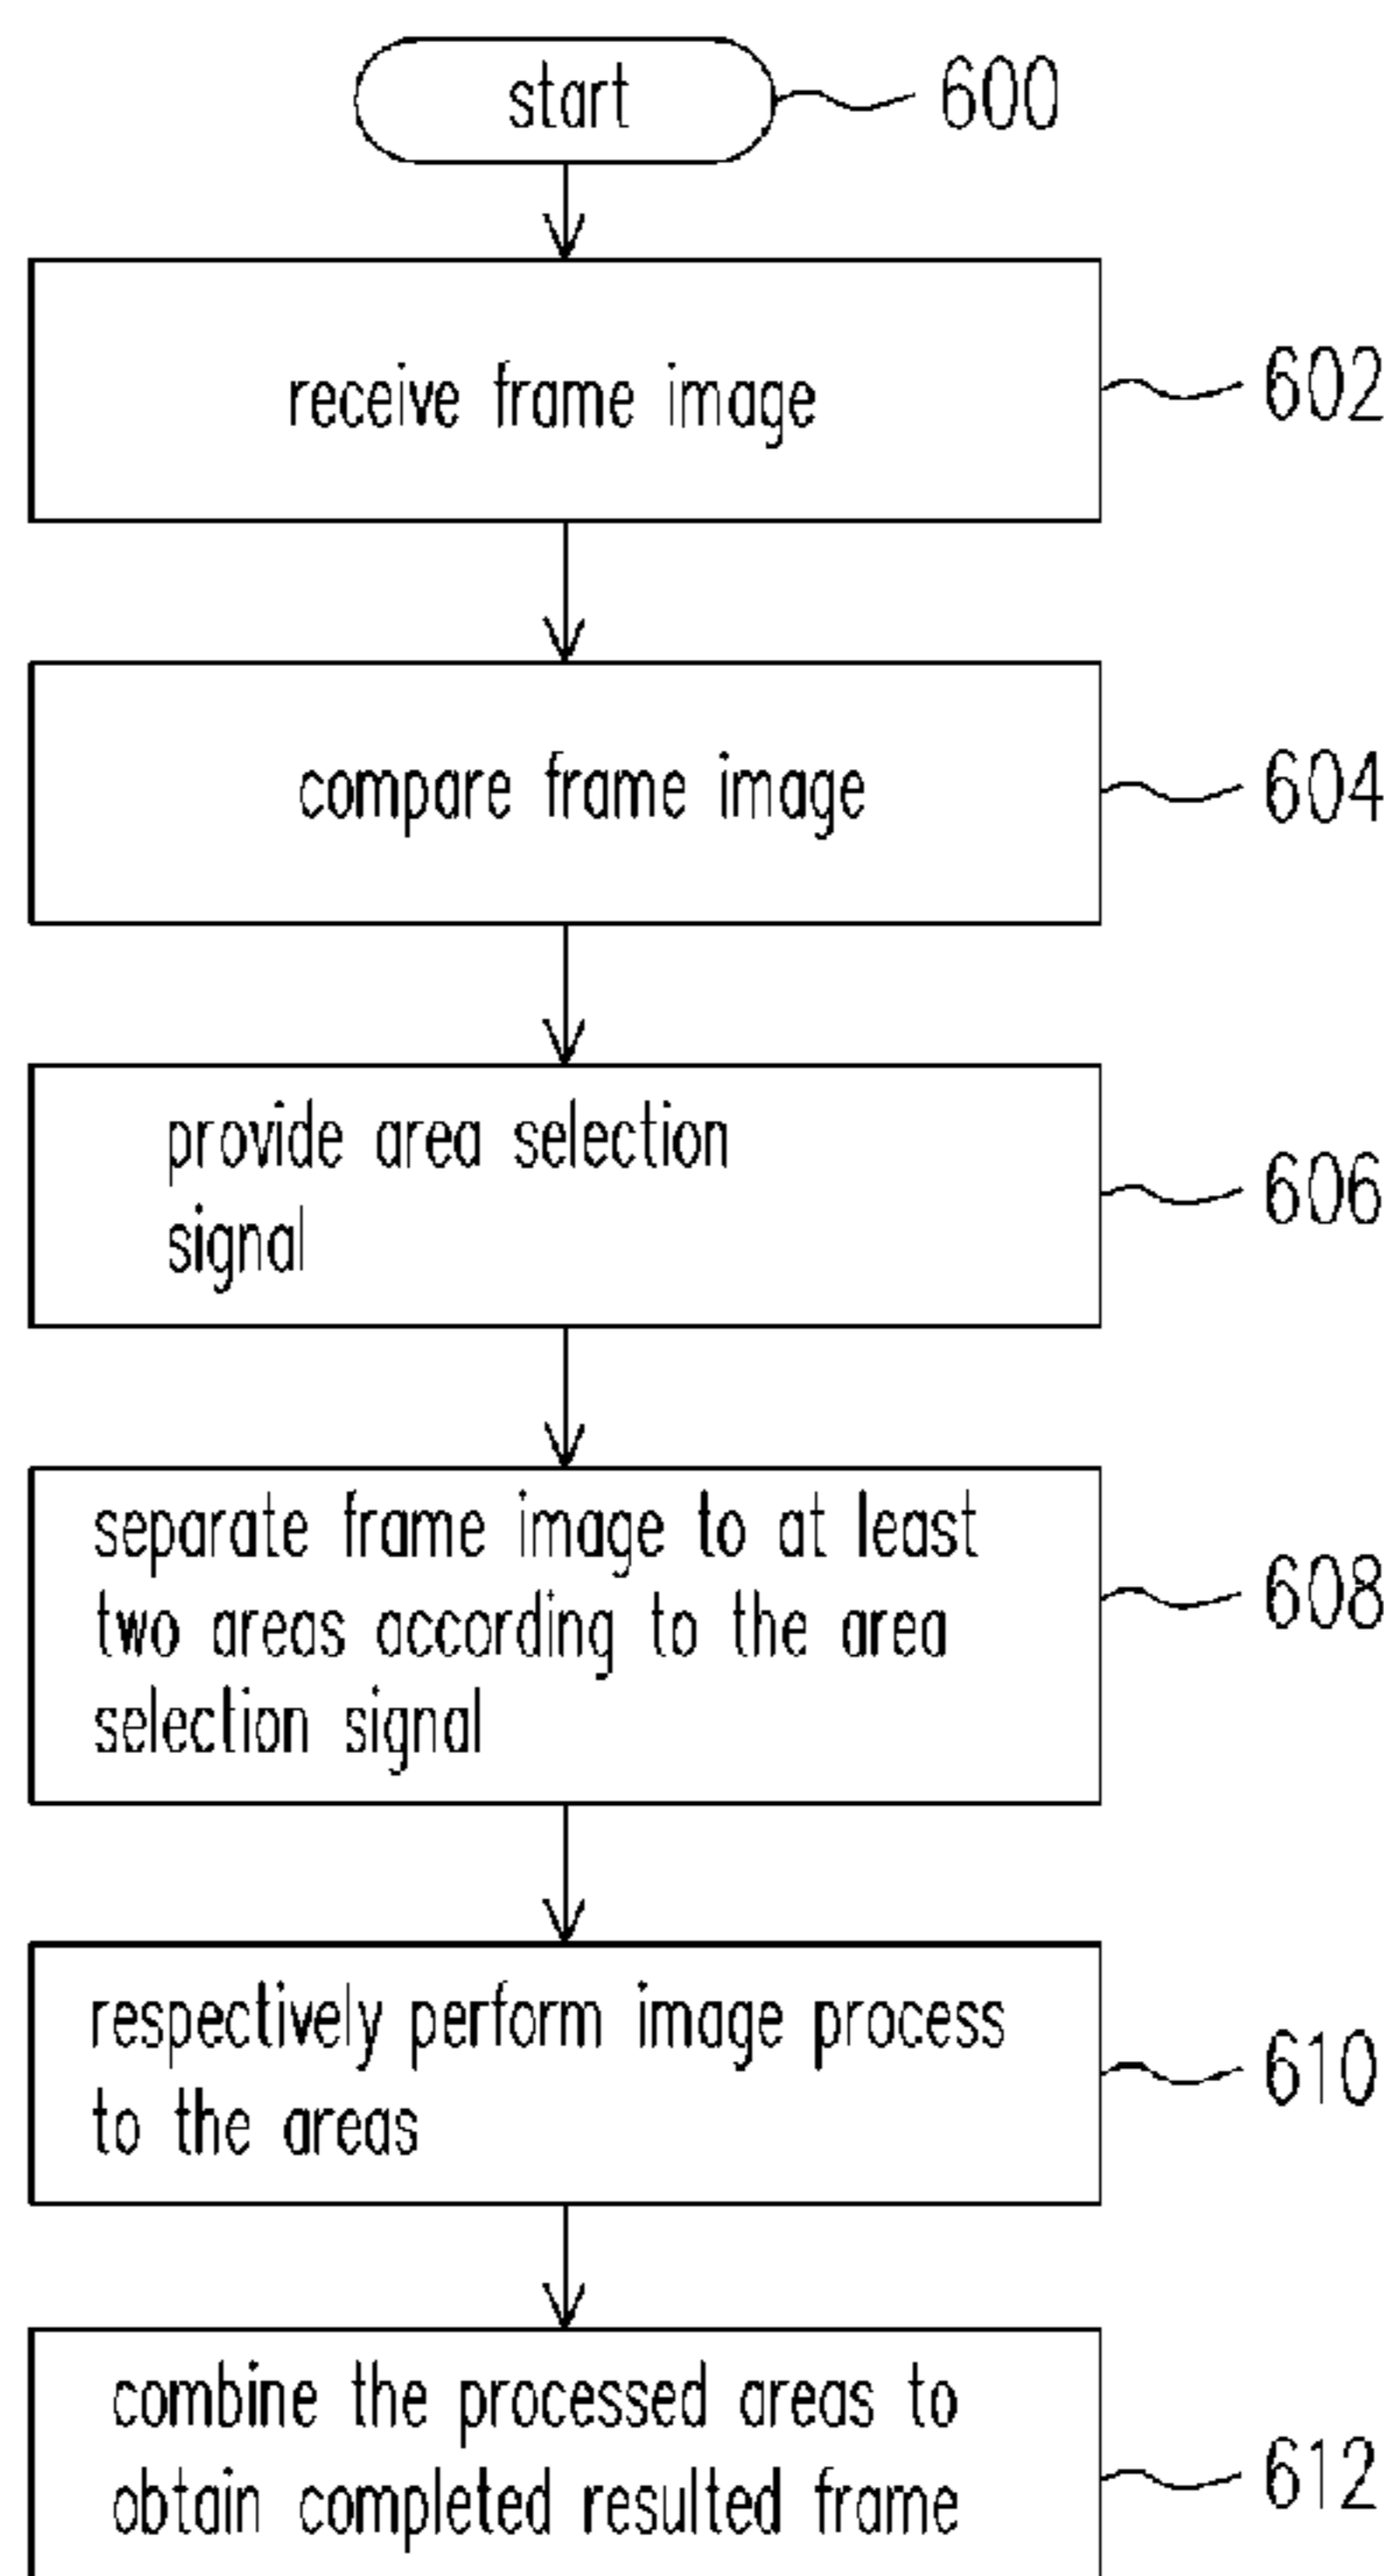 start
600
receive frame image
602
compare frame image
604
provide area selection
signal
606
separate frame image to at least
two areas according to the area
selection signal
608
respectively perform image process
to the areas
610
combine the processed areas to
obtain completed resulted frame
612